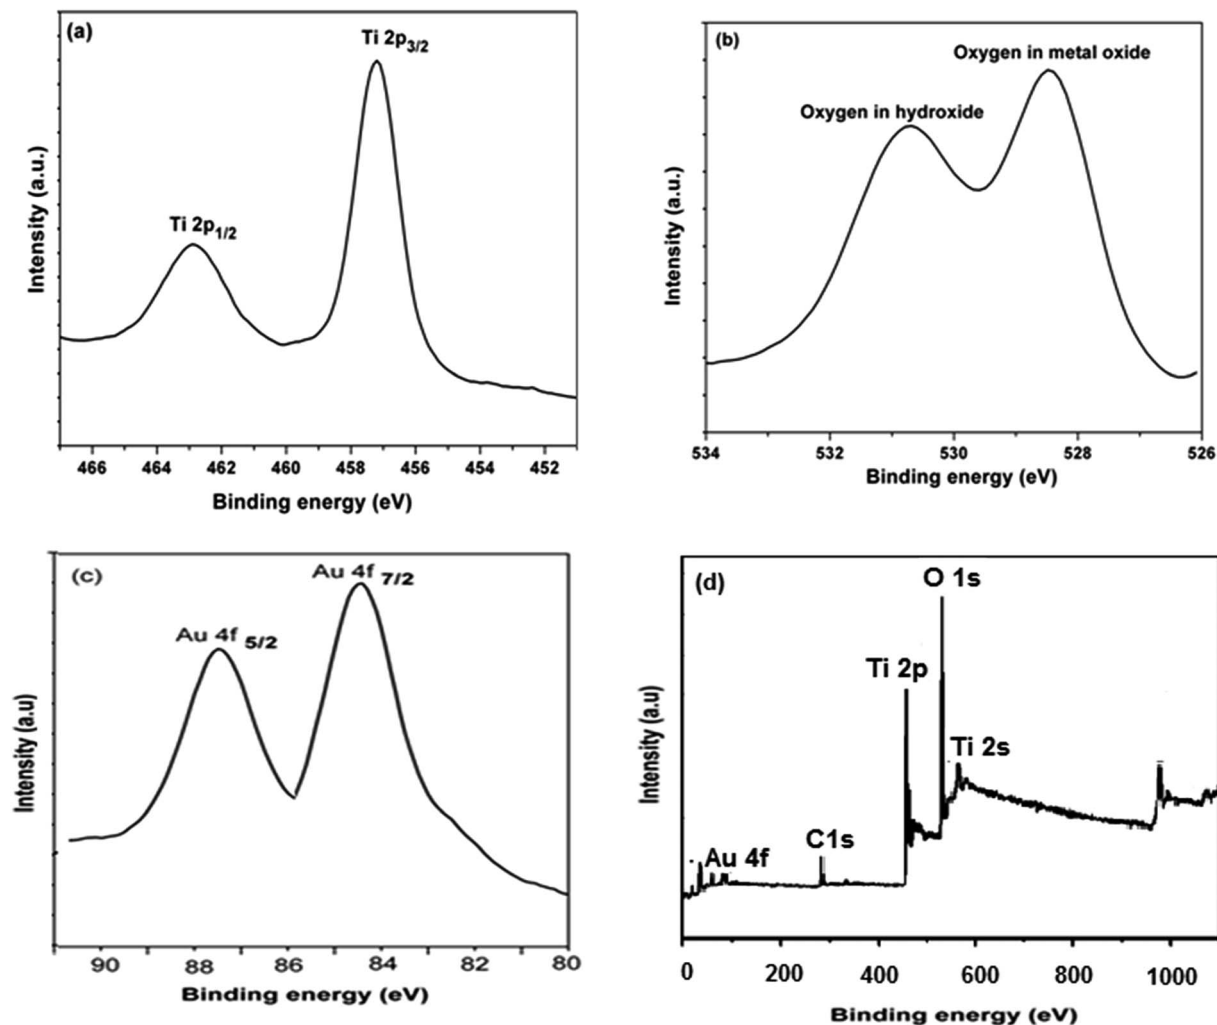 (a)
Ti 2p3/2
Ti 2p1/2
Intensity (a.u.)
466 464 462 460 458 456 454 452
Binding energy (eV)
(b)
Oxygen in metal oxide
Oxygen in hydroxide
Intensity (a.u.)
534 532 530 528 526
Binding energy (eV)
(c)
Au 4f 7/2
Au 4f 5/2
Intensity (a.u)
90 88 86 84 82 80
Binding energy (eV)
(d)
O 1s
Ti 2p
Ti 2s
C1s
Au 4f
Intensity (a.u)
0 200 400 600 800 1000
Binding energy (eV)